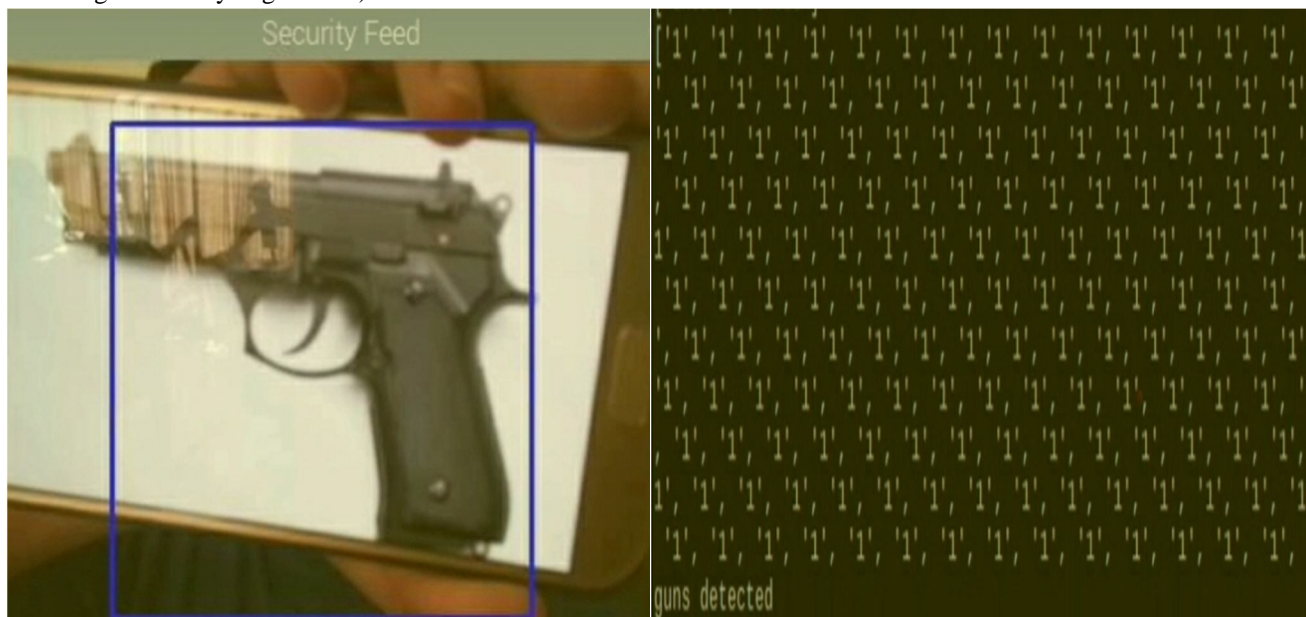 Security Feed
['1', '1', '1', '1', '1', '1', '1', '1', '1', '1', '1', '1', '1',
', '1', '1', '1', '1', '1', '1', '1', '1', '1', '1', '1', '1', '1'
'1', '1', '1', '1', '1', '1', '1', '1', '1', '1', '1', '1', '1',
, '1', '1', '1', '1', '1', '1', '1', '1', '1', '1', '1', '1', '1'
1', '1', '1', '1', '1', '1', '1', '1', '1', '1', '1', '1', '1', '1
'1', '1', '1', '1', '1', '1', '1', '1', '1', '1', '1', '1', '1',
, '1', '1', '1', '1', '1', '1', '1', '1', '1', '1', '1', '1', '1'
'1', '1', '1', '1', '1', '1', '1', '1', '1', '1', '1', '1', '1',
, '1', '1', '1', '1', '1', '1', '1', '1', '1', '1', '1', '1', '1',
1', '1', '1', '1', '1', '1', '1', '1', '1', '1', '1', '1', '1', '1
'1', '1', '1', '1', '1', '1', '1', '1', '1', '1', '1', '1', '1',
guns detected